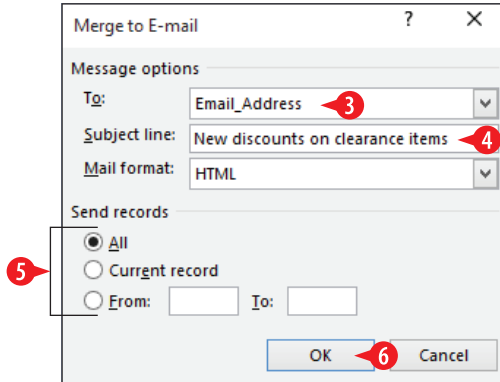 Merge to E-mail ? ×
Message options
To: Email_Address 3
Subject line: New discounts on clearance items 4
Mail format: HTML
Send records
All
5 Current record
From: To:
OK 6 Cancel